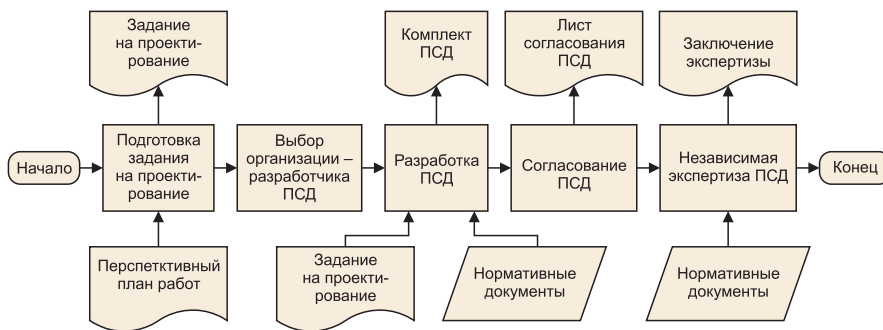 Задание
на проекти-
рование
Комплект
ПСД
Лист
согласования
ПСД
Заключение
экспертизы
Начало
Подготовка
задания
на проекти-
рование
Выбор
организации –
разработчика
ПСД
Разработка
ПСД
Согласование
ПСД
Независимая
экспертиза ПСД
Конец
Перспетктивный
план работ
Задание
на проекти-
рование
Нормативные
документы
Нормативные
документы